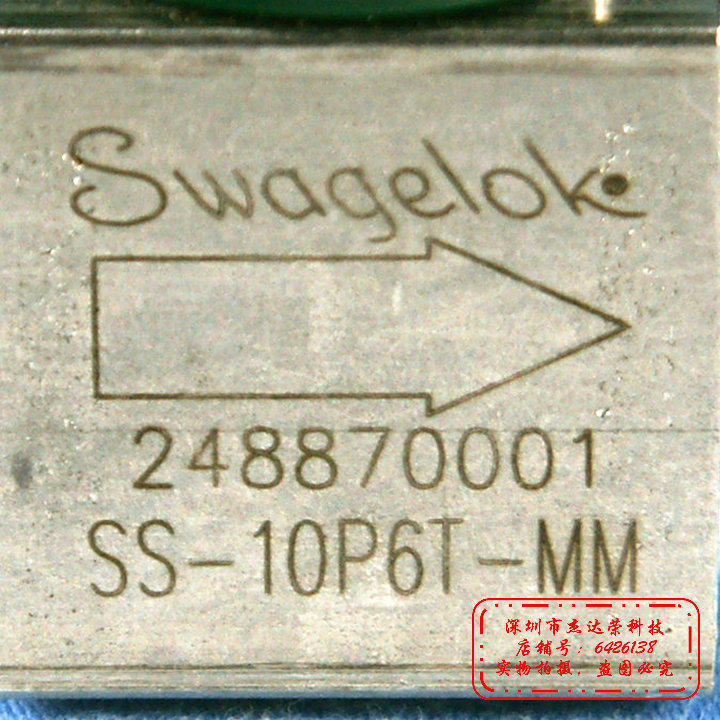 Swagelok
248870001
SS-10P6T-MM
深圳市杰达荣科技
店铺号：6426138
实物拍摄，盗图必究